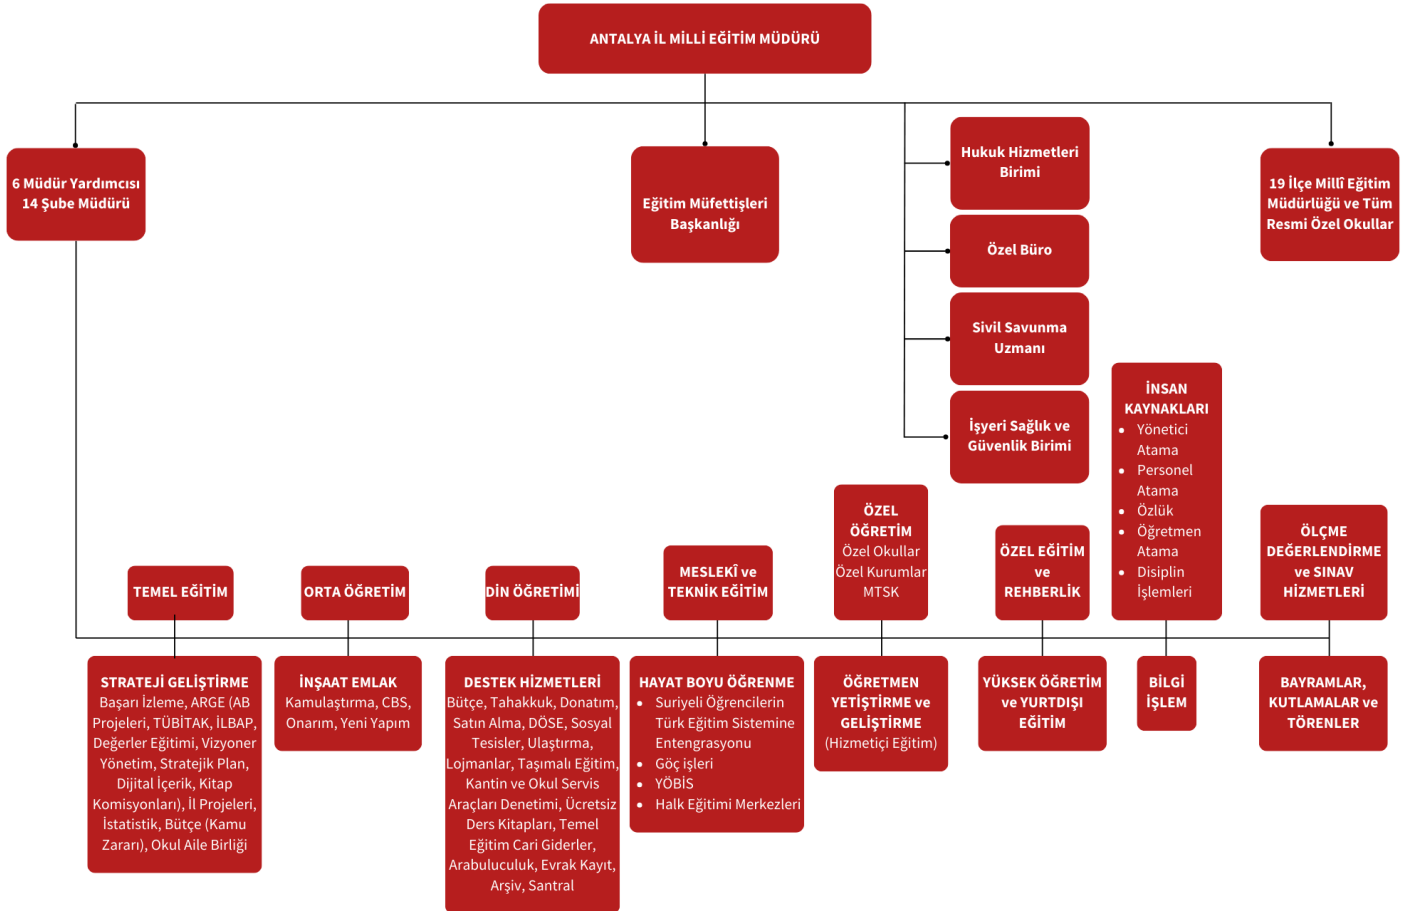 ANTALYA İL MİLLİ EĞİTİM MÜDÜRÜ
6 Müdür Yardımcısı
14 Şube Müdürü
Eğitim Müfettişleri
Başkanlığı
Hukuk Hizmetleri
Birimi
Özel Büro
Sivil Savunma
Uzmanı
İşyeri Sağlık ve
Güvenlik Birimi
19 İlçe Millî Eğitim
Müdürlüğü ve Tüm
Resmi Özel Okullar
TEMEL EĞİTİM
ORTA ÖĞRETİM
DİN ÖĞRETİMİ
MESLEKÎ ve
TEKNİK EĞİTİM
ÖZEL
ÖĞRETİM
Özel Okullar
Özel Kurumlar
MTSK
ÖZEL EĞİTİM
ve
REHBERLİK
İNSAN
KAYNAKLARI
• Yönetici
Atama
• Personel
Atama
• Özlük
• Öğretmen
Atama
• Disiplin
İşlemleri
ÖLÇME
DEĞERLENDİRME
ve SINAV
HİZMETLERİ
STRATEJİ GELİŞTİRME
Başarı İzleme, ARGE (AB
Projeleri, TÜBİTAK, İLBAP,
Değerler Eğitimi, Vizyoner
Yönetim, Stratejik Plan,
Dijital İçerik, Kitap
Komisyonları), İl Projeleri,
İstatistik, Bütçe (Kamu
Zararı), Okul Aile Birliği
İNŞAAT EMLAK
Kamulaştırma, CBS,
Onarım, Yeni Yapım
DESTEK HİZMETLERİ
Bütçe, Tahakkuk, Donatım,
Satın Alma, DÖSE, Sosyal
Tesisler, Ulaştırma,
Lojmanlar, Taşımalı Eğitim,
Kantin ve Okul Servis
Araçları Denetimi, Ücretsiz
Ders Kitapları, Temel
Eğitim Cari Giderler,
Arabuluculuk, Evrak Kayıt,
Arşiv, Santral
HAYAT BOYU ÖĞRENME
• Suriyeli Öğrencilerin
Türk Eğitim Sistemine
Entengrasyonu
• Göç işleri
• YÖBİS
• Halk Eğitimi Merkezleri
ÖĞRETMEN
YETİŞTİRME ve
GELİŞTİRME
(Hizmetiçi Eğitim)
YÜKSEK ÖĞRETİM
ve YURTDIŞI
EĞİTİM
BİLGİ
İŞLEM
BAYRAMLAR,
KUTLAMALAR ve
TÖRENLER